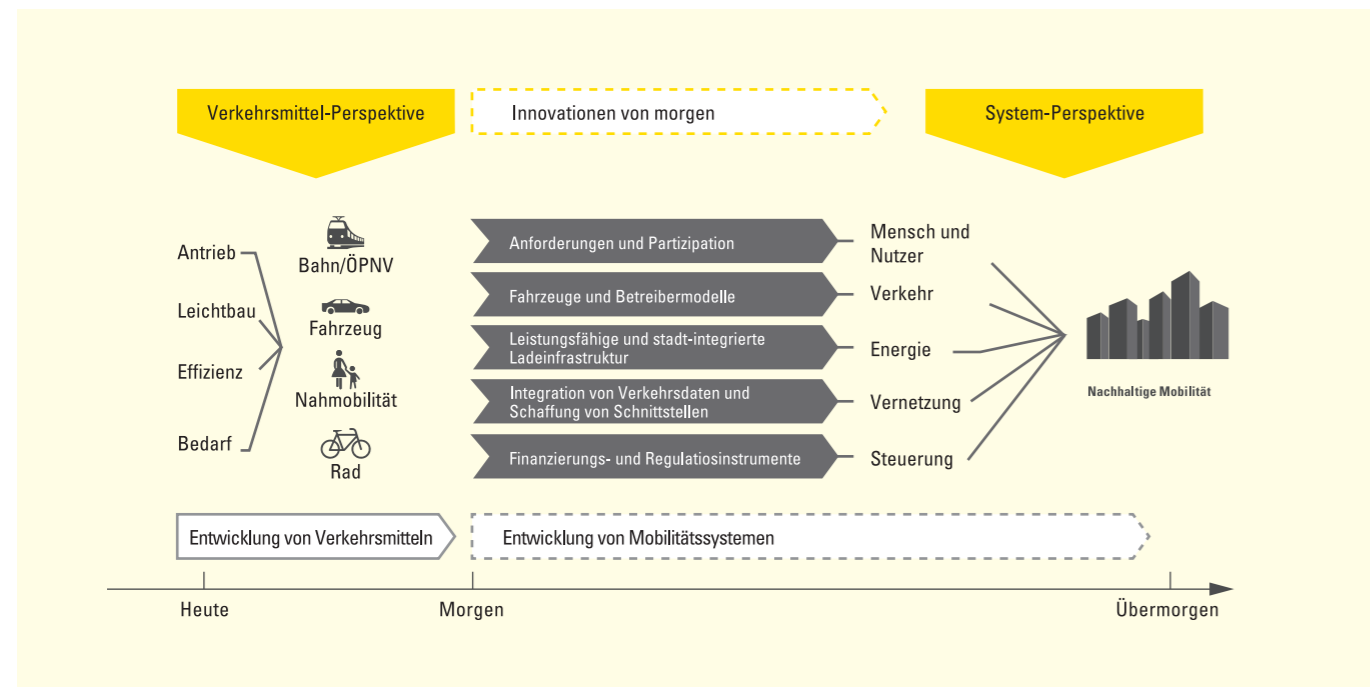 Verkehrsmittel-Perspektive
Innovationen von morgen
System-Perspektive
Antrieb
Leichtbau
Effizienz
Bedarf
Bahn/ÖPNV
Fahrzeug
Nahmobilität
Rad
Anforderungen und Partizipation
Fahrzeuge und Betreibermodelle
Leistungsfähige und stadt-integrierte
Ladeinfrastruktur
Integration von Verkehrsdaten und
Schaffung von Schnittstellen
Finanzierungs- und Regulatiosinstrumente
Mensch und
Nutzer
Verkehr
Energie
Vernetzung
Steuerung
Nachhaltige Mobilität
Entwicklung von Verkehrsmitteln
Entwicklung von Mobilitätssystemen
Heute
Morgen
Übermorgen